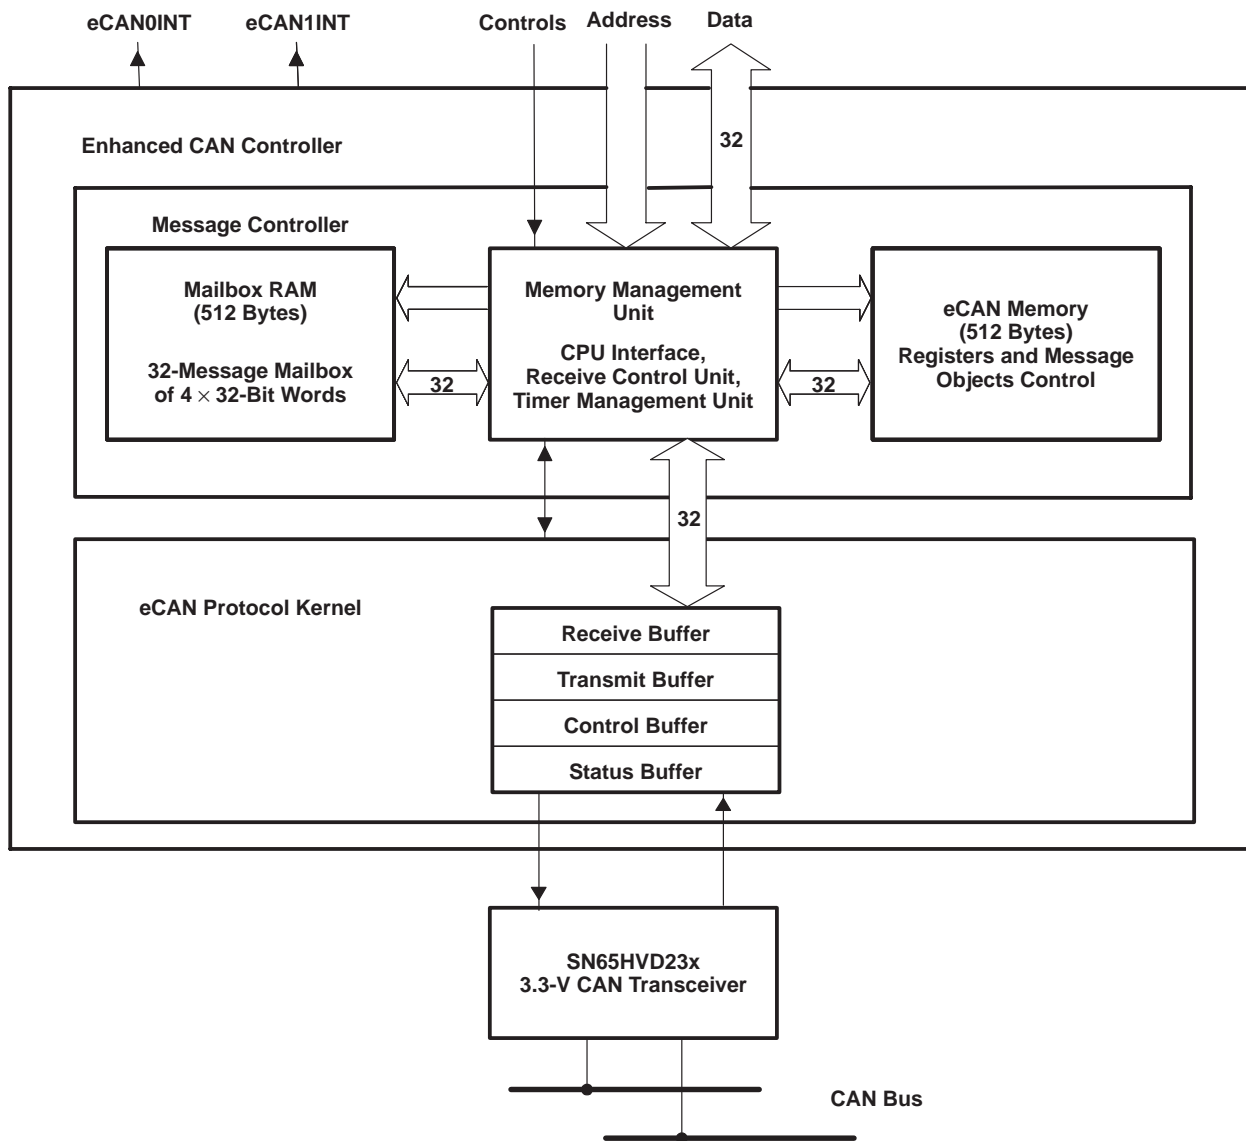 eCAN0INT
eCAN1INT
Controls
Address
Data
32
Enhanced CAN Controller
Message Controller
Mailbox RAM
(512 Bytes)
32-Message Mailbox
of 4 × 32-Bit Words
32
Memory Management
Unit
CPU Interface,
Receive Control Unit,
Timer Management Unit
32
eCAN Memory
(512 Bytes)
Registers and Message
Objects Control
32
eCAN Protocol Kernel
Receive Buffer
Transmit Buffer
Control Buffer
Status Buffer
SN65HVD23x
3.3-V CAN Transceiver
CAN Bus